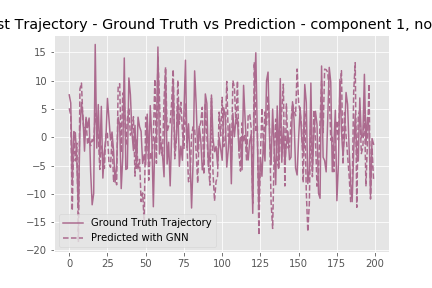 st Trajectory - Ground Truth vs Prediction - component 1, no
15
10
5
0
−5
−10
−15
−20
Ground Truth Trajectory
Predicted with GNN
0 25 50 75 100 125 150 175 200